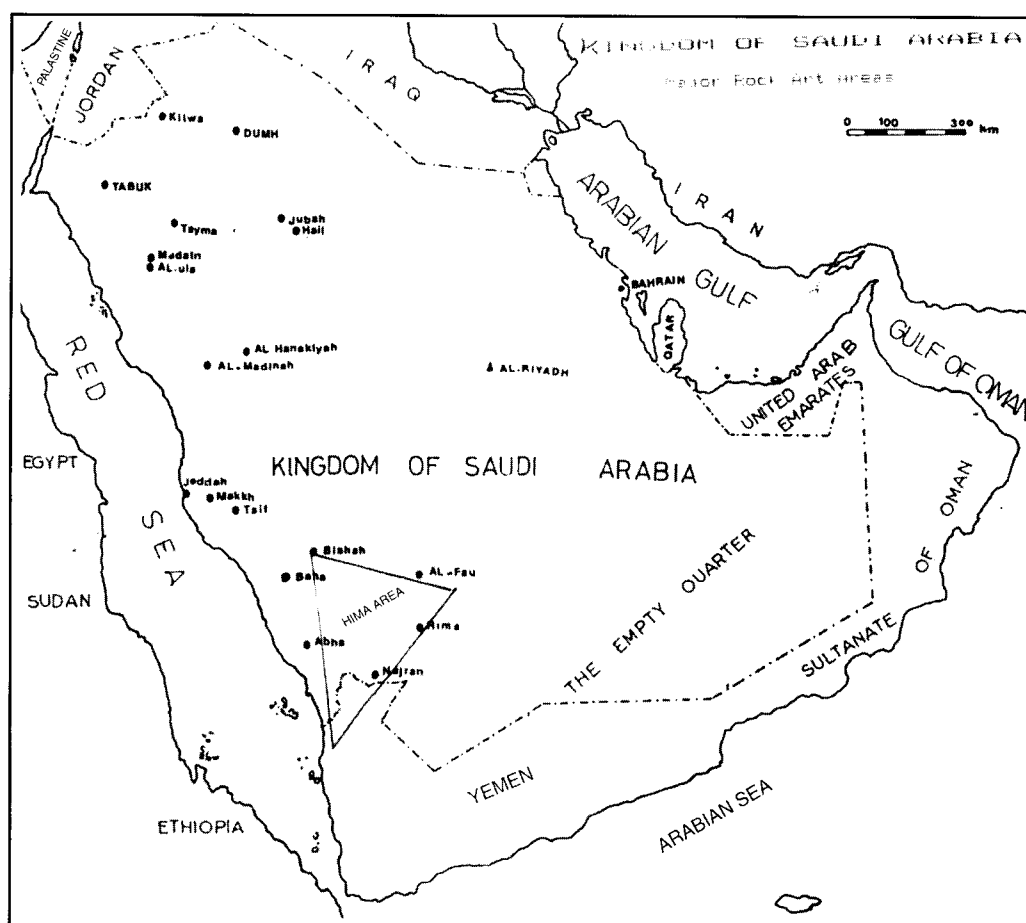 KINGDOM OF SAUDI ARABIA
Major Rock Art Areas
0 100 300 km
PALASTINE
JORDAN
IRAQ
IRAN
Kilwa
DUMH
TABUK
Tayma
Jubah
Hail
Madain
AL-ula
ARABIAN GULF
BAHRAIN
QATAR
GULF OF OMAN
UNITED ARAB
EMARATES
RED SEA
AL Hanakiyah
AL-Madinah
AL-RIYADH
EGYPT
KINGDOM OF SAUDI ARABIA
Jeddah
Makkh
Taif
SUDAN
Bishah
Baha
AL-Fau
HIMA AREA
Hima
Abha
Najran
THE EMPTY QUARTER
SULTANATE OF OMAN
YEMEN
ETHIOPIA
ARABIAN SEA